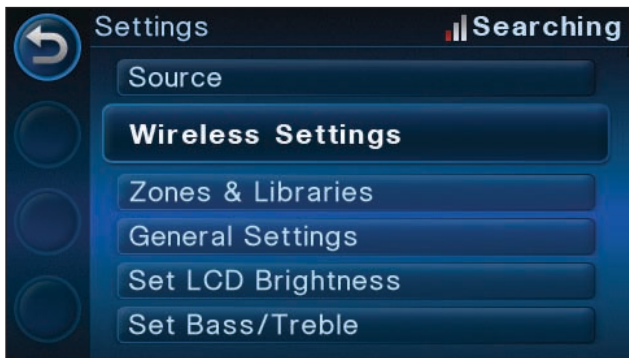 Settings
Searching
Source
Wireless Settings
Zones & Libraries
General Settings
Set LCD Brightness
Set Bass/Treble